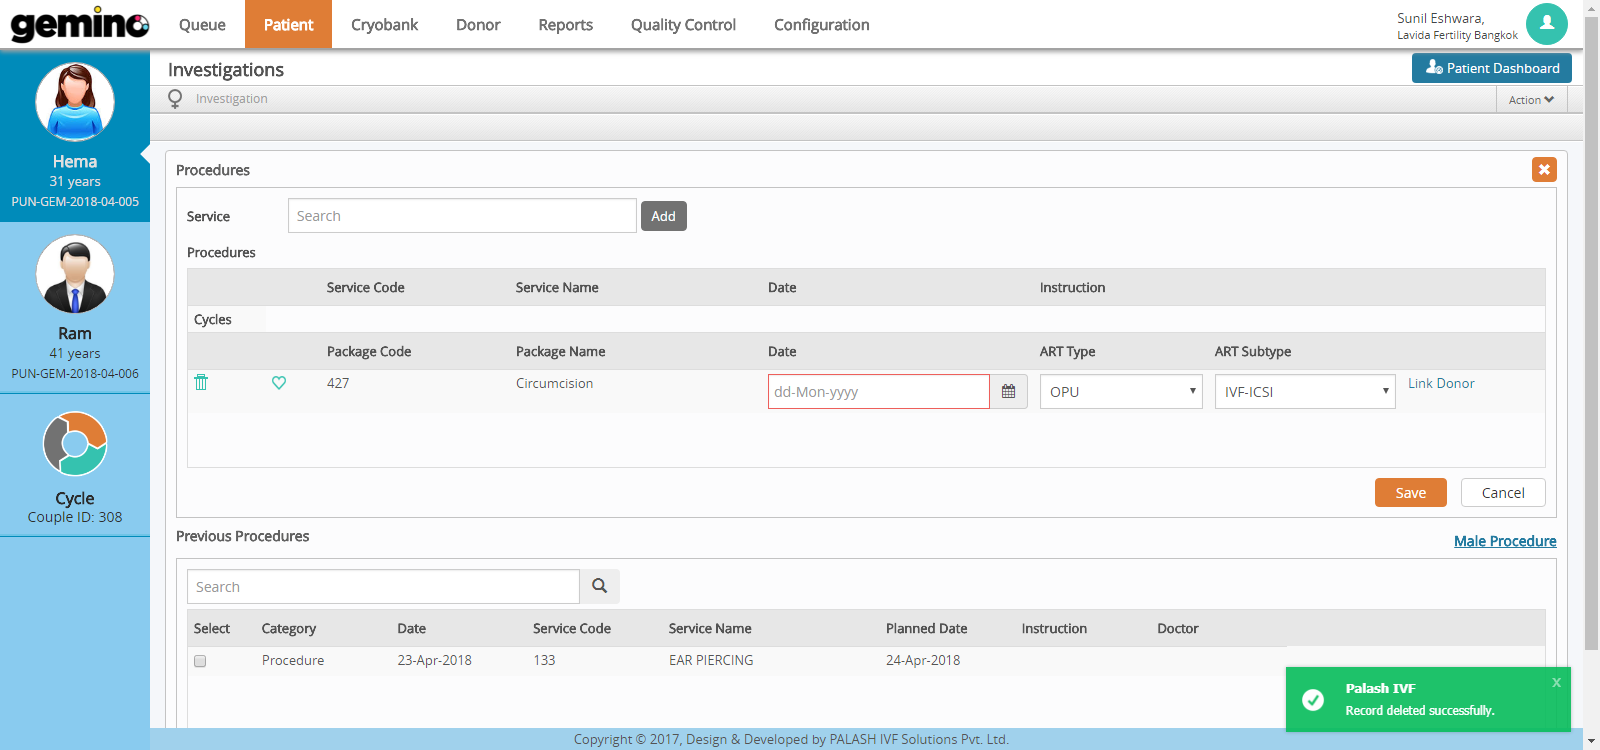 gemino Queue Patient Cryobank Donor Reports Quality Control Configuration
Sunil Eshwara,
Lavida Fertility Bangkok
Hema
31 years
PUN-GEM-2018-04-005
Ram
41 years
PUN-GEM-2018-04-006
Cycle
Couple ID: 308
Investigations Patient Dashboard
Investigation Action
Procedures
Service Search Add
Procedures
Service Code Service Name Date Instruction
Cycles
Package Code Package Name Date ART Type ART Subtype
427 Circumcision dd-Mon-yyyy OPU IVF-ICSI Link Donor
Save Cancel
Previous Procedures Male Procedure
Search
Select Category Date Service Code Service Name Planned Date Instruction Doctor
Procedure 23-Apr-2018 133 EAR PIERCING 24-Apr-2018
Palash IVF x
Record deleted successfully.
Copyright © 2017, Design & Developed by PALASH IVF Solutions Pvt. Ltd.